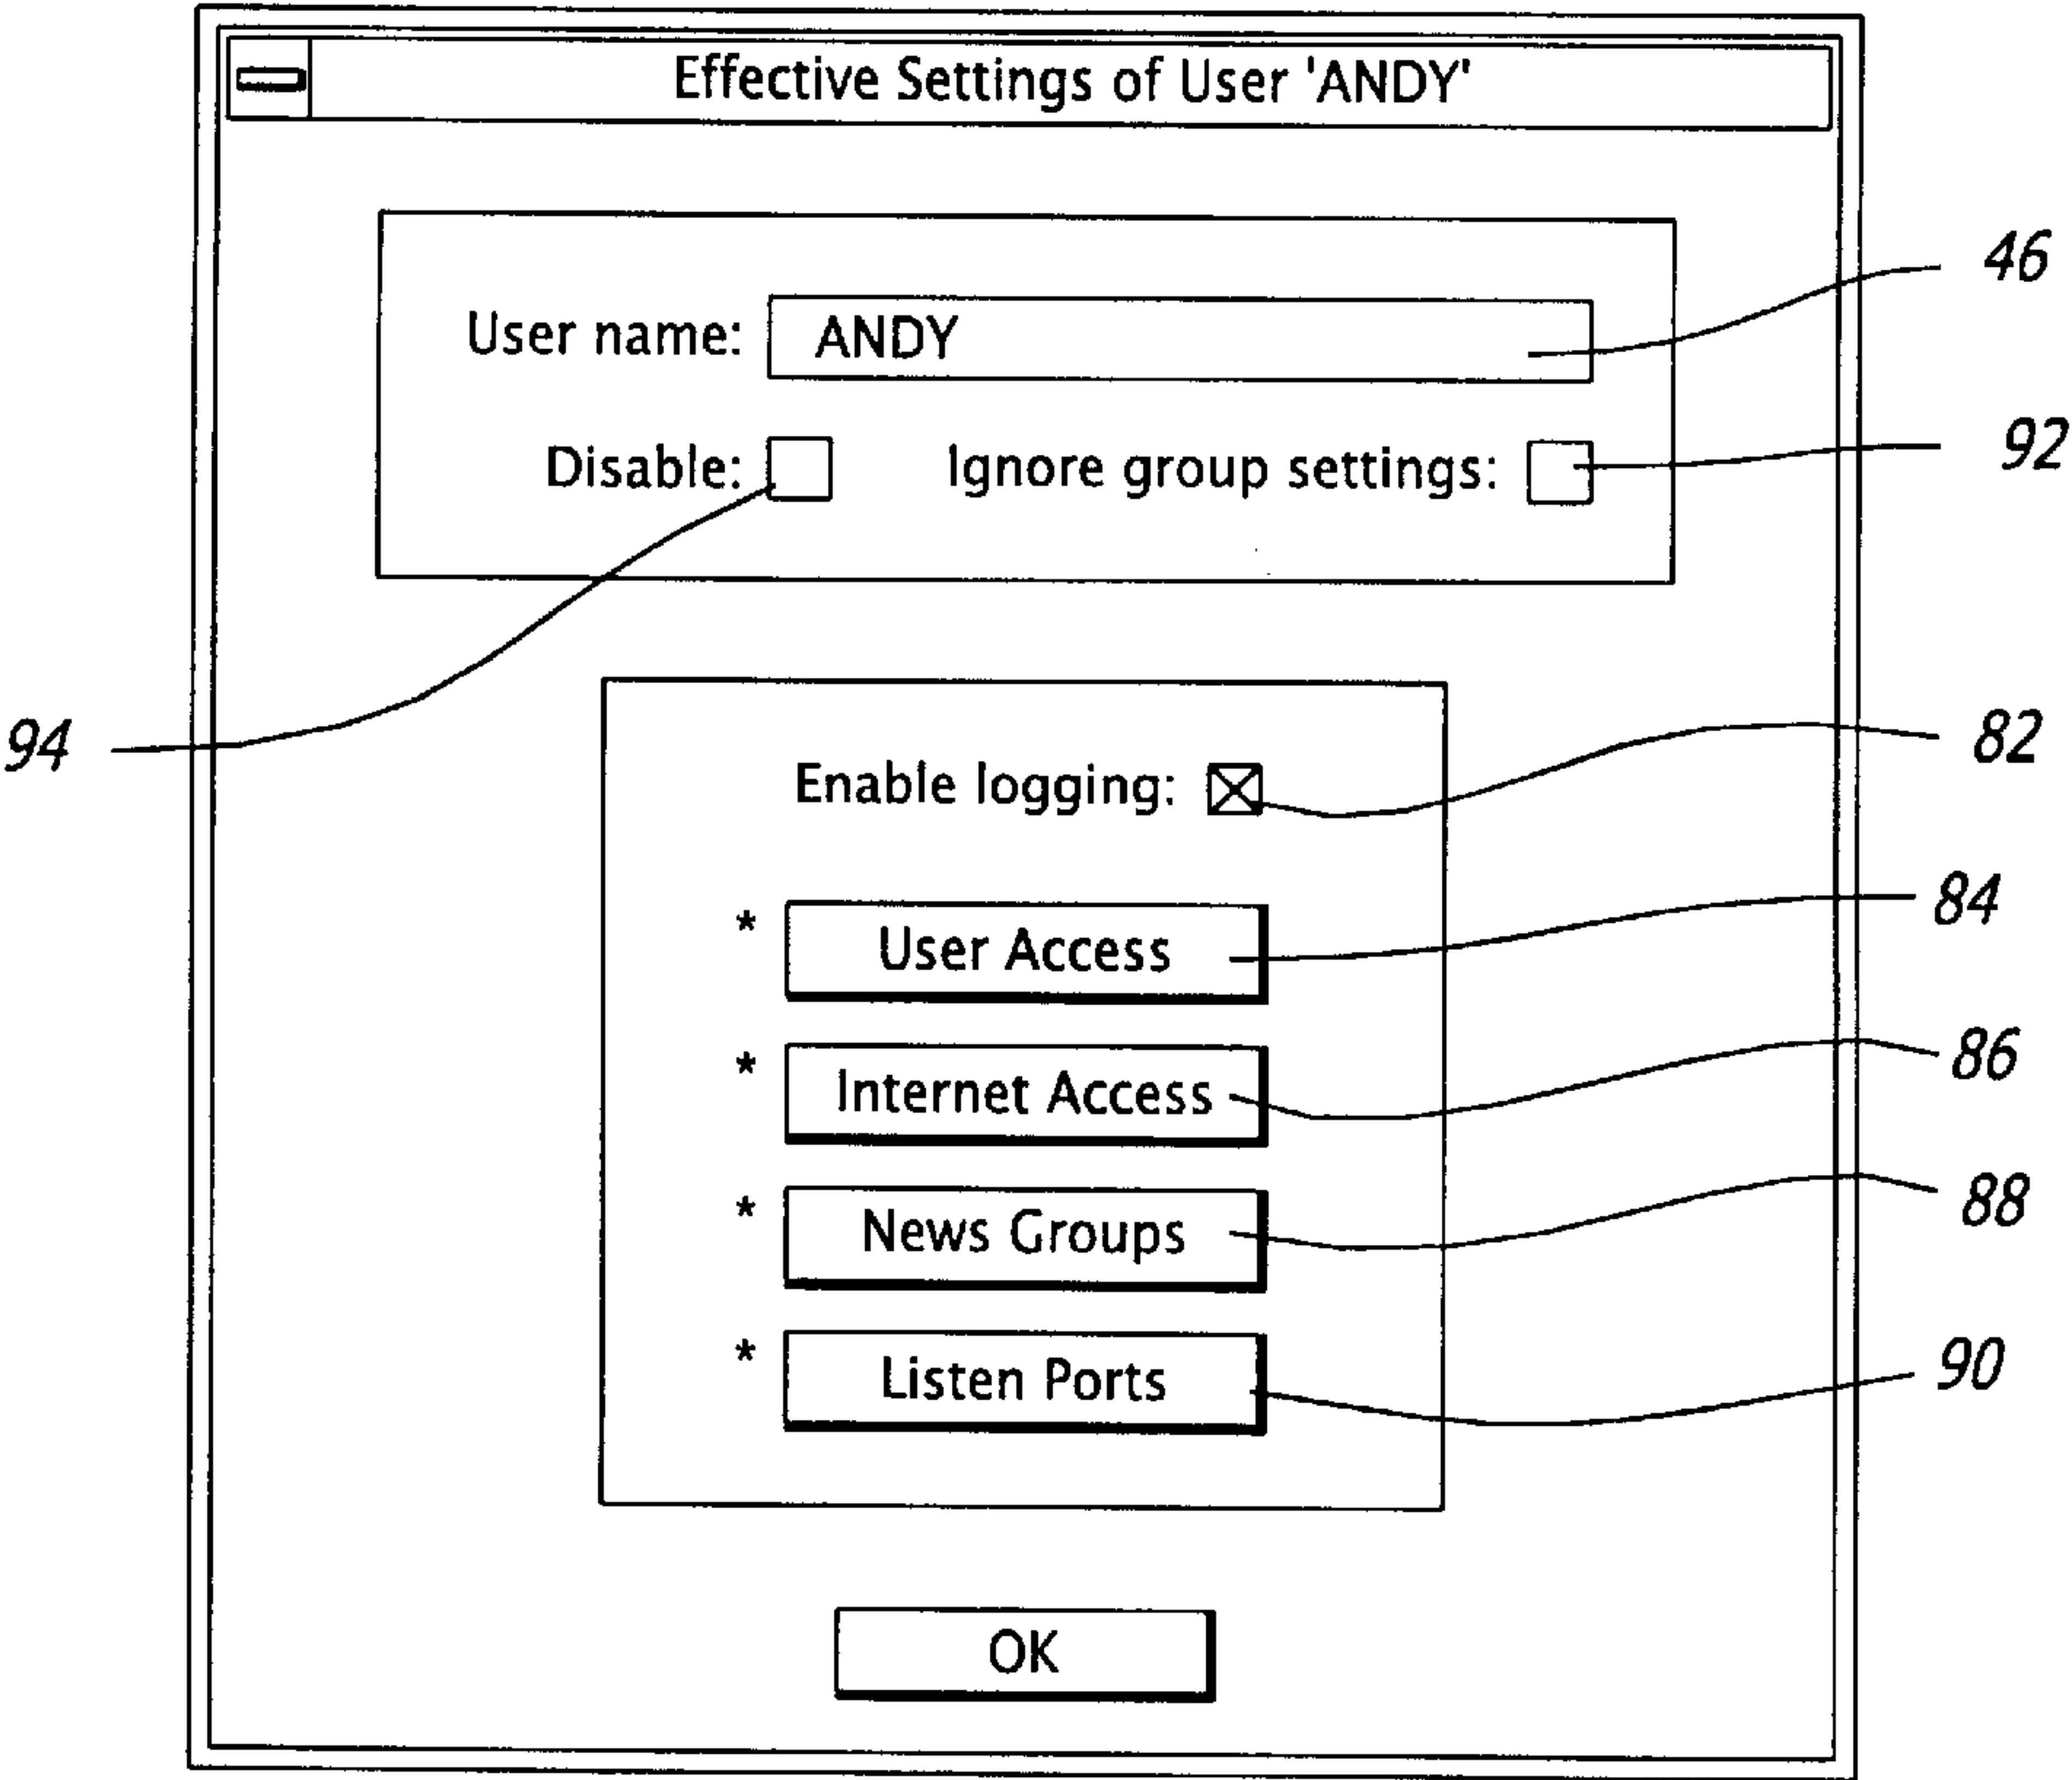 Effective Settings of User 'ANDY'
46
User name: ANDY
92
Disable: Ignore group settings:
94
82
Enable logging:
84
* User Access
86
* Internet Access
88
* News Groups
90
* Listen Ports
OK